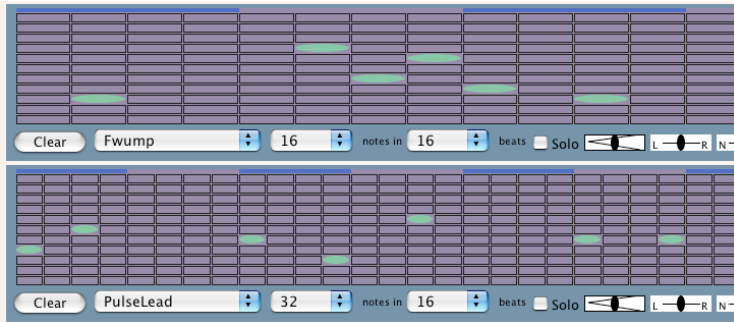 Clear Fwump 16 notes in 16 beats Solo L R N
Clear PulseLead 32 notes in 16 beats Solo L R N